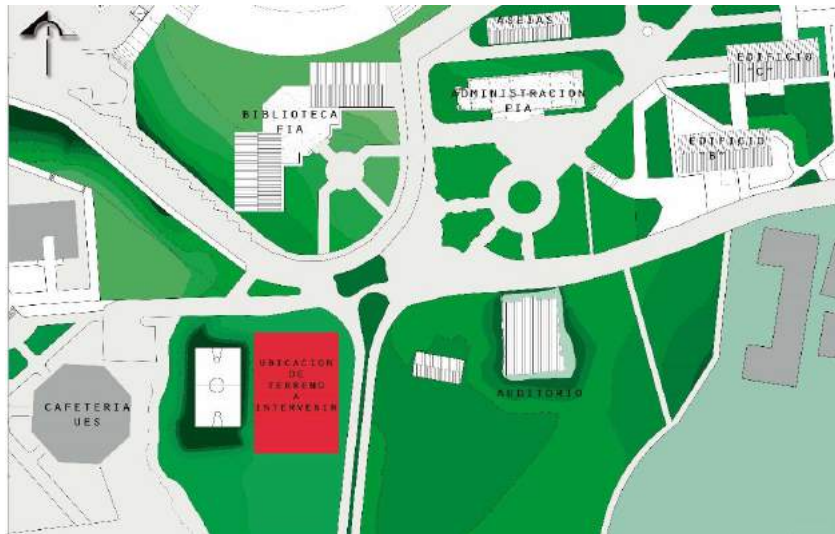 ASEIAS
EDIFICIO
"C"
ADMINISTRACION
FIA
BIBLIOTECA
FIA
EDIFICIO
"B"
UBICACION
DE
TERRENO
A
INTERVENIR
CAFETERIA
UES
AUDITORIO